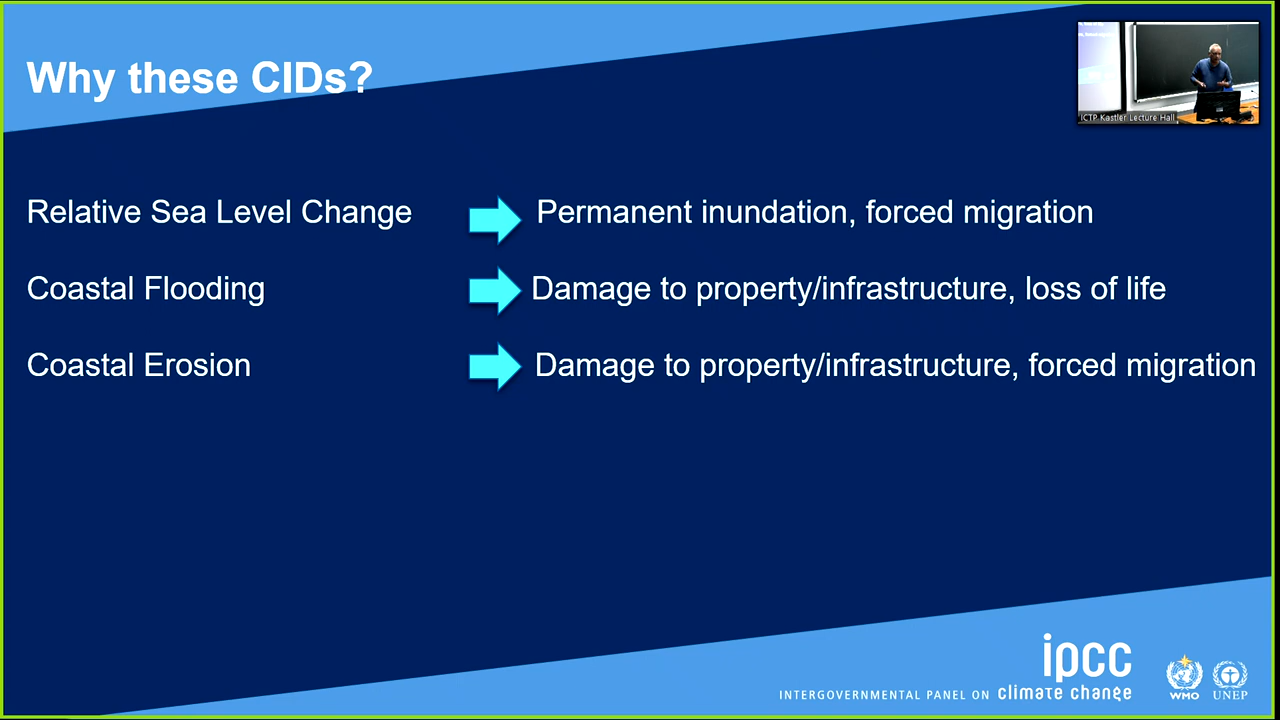 Why these CIDs?
ICTP Kastler Lecture Hall
Relative Sea Level Change Permanent inundation, forced migration
Coastal Flooding Damage to property/infrastructure, loss of life
Coastal Erosion Damage to property/infrastructure, forced migration
ipcc
INTERGOVERNMENTAL PANEL ON climate change
WMO UNEP